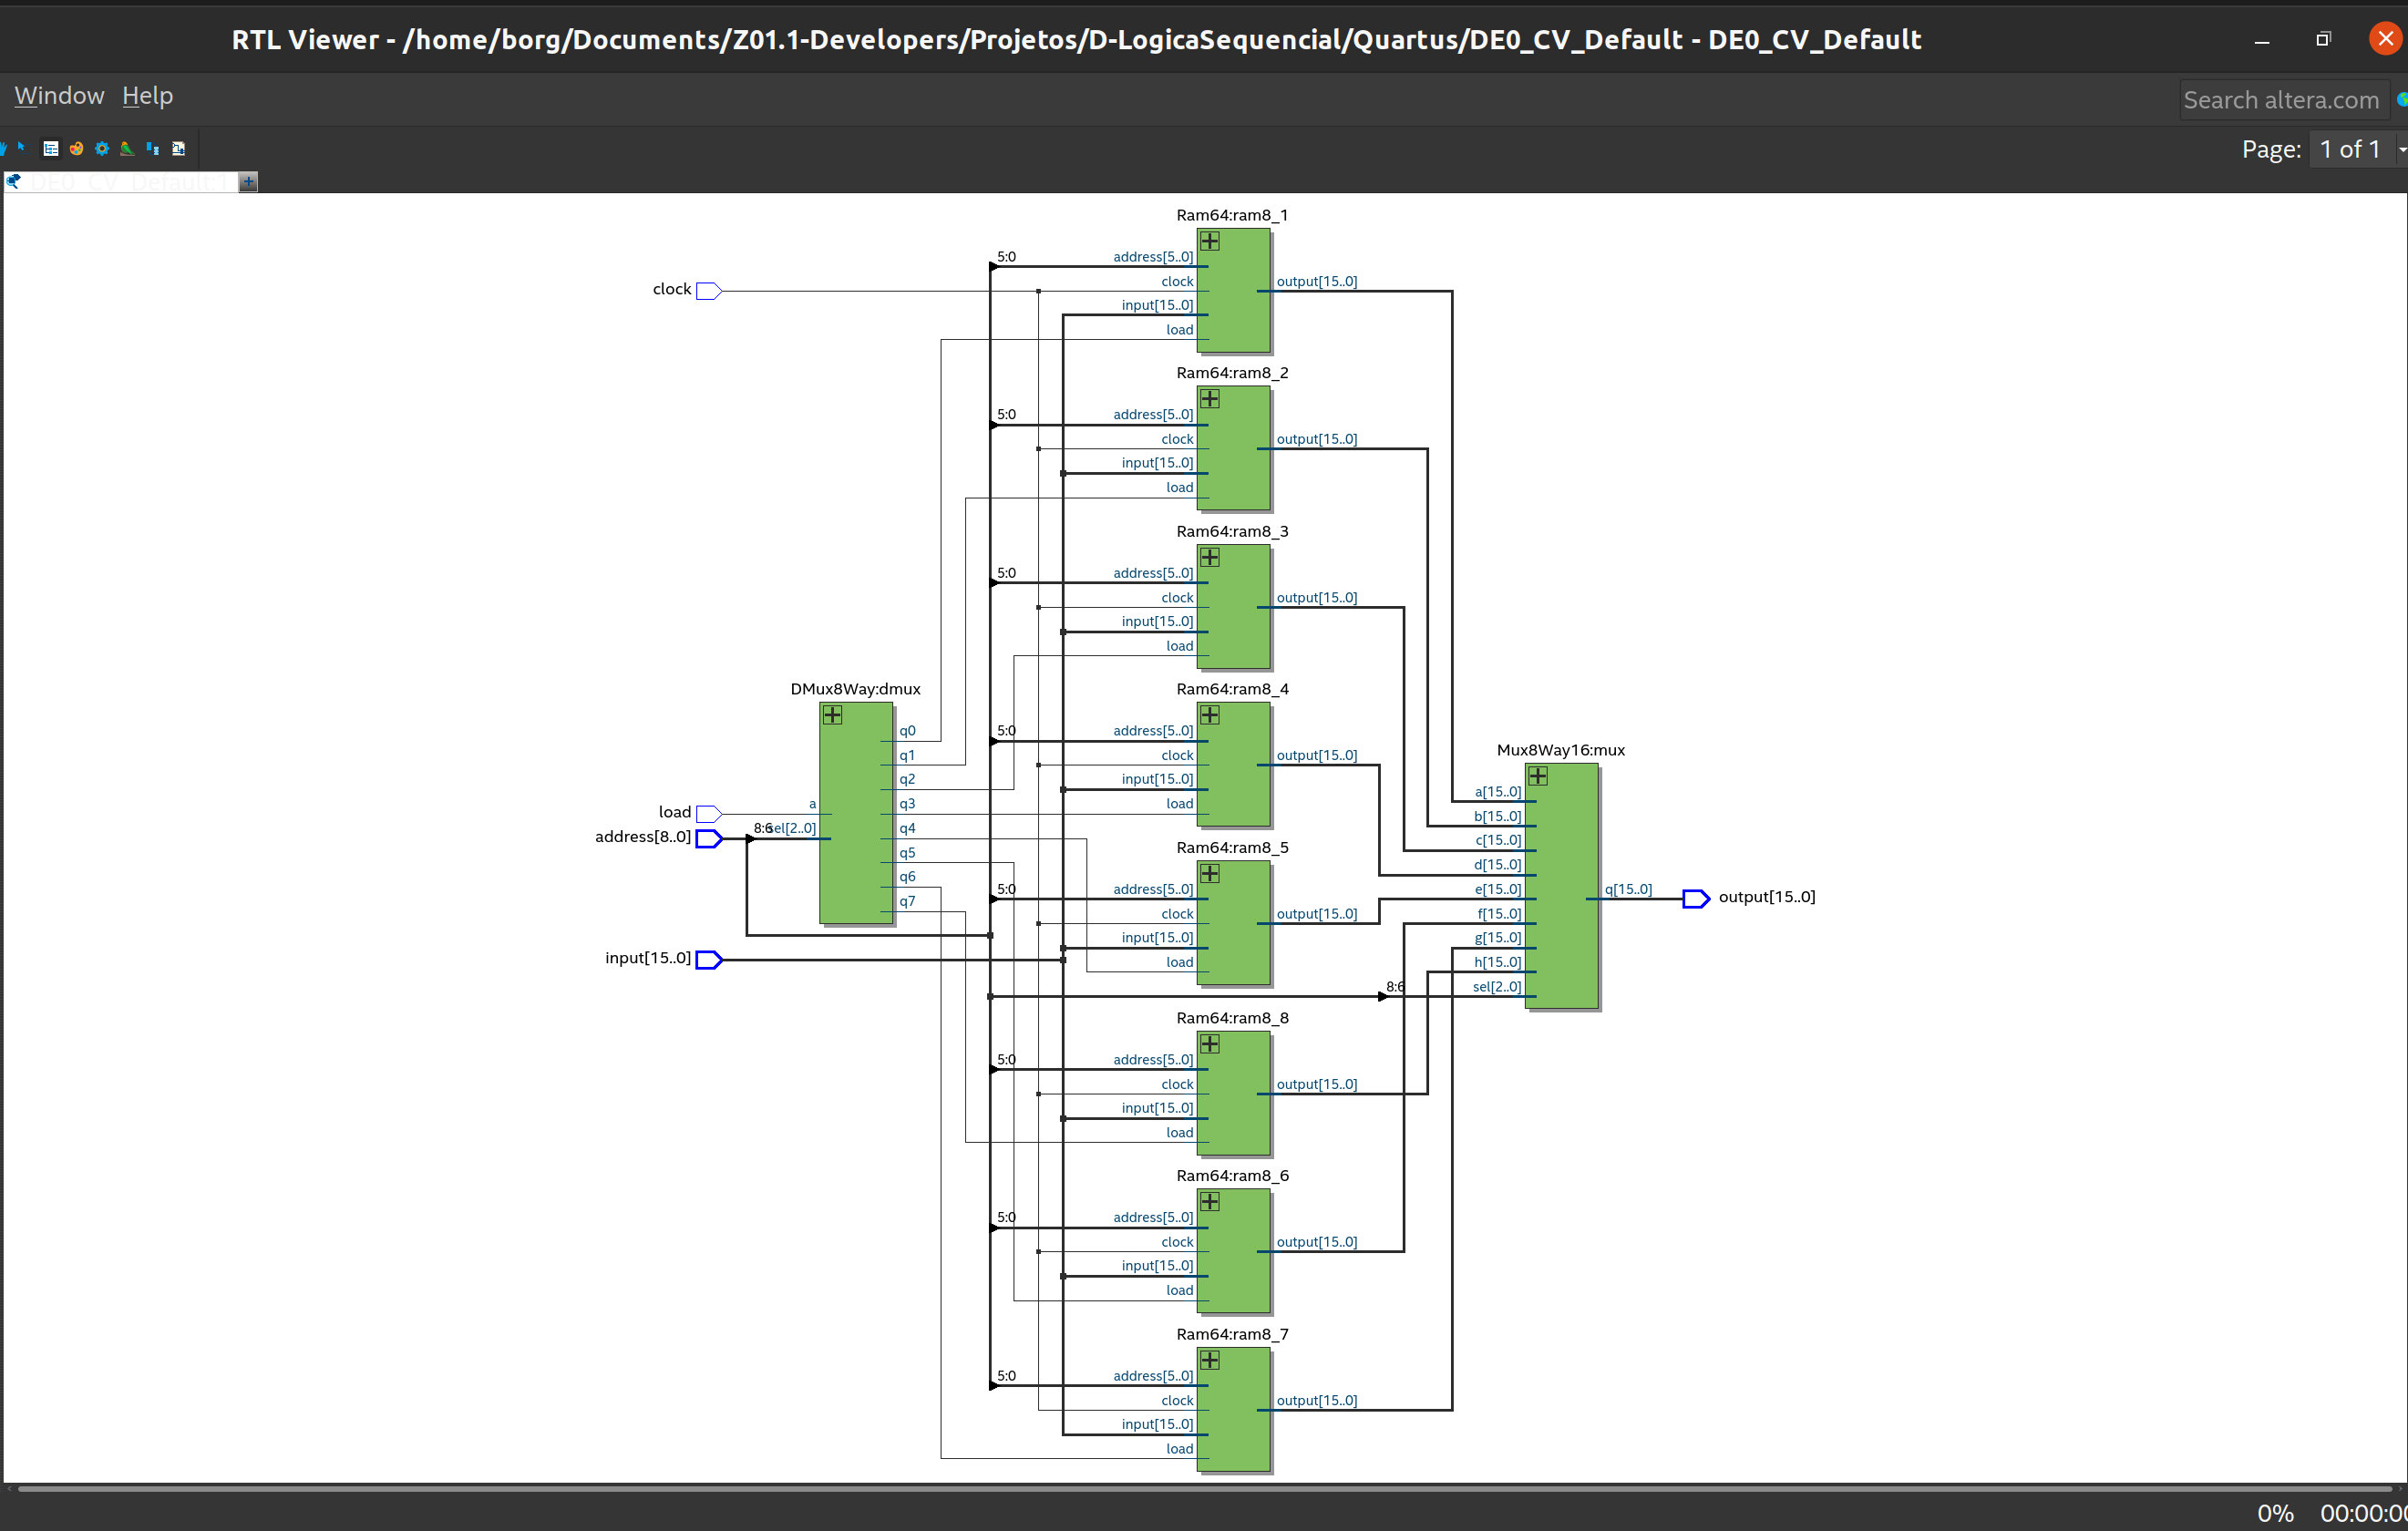 RTL Viewer - /home/borg/Documents/Z01.1-Developers/Projetos/D-LogicaSequencial/Quartus/DE0_CV_Default - DE0_CV_Default
Window Help
Search altera.com
Page: 1 of 1
DE0_CV_Default:1
Ram64:ram8_1
5:0 address[5..0]
clock
clock
input[15..0]
load
output[15..0]
Ram64:ram8_2
5:0 address[5..0]
clock
input[15..0]
load
output[15..0]
Ram64:ram8_3
5:0 address[5..0]
clock
input[15..0]
load
output[15..0]
DMux8Way:dmux
load
a
address[8..0]
8:6
sel[2..0]
q0
q1
q2
q3
q4
q5
q6
q7
input[15..0]
Ram64:ram8_4
5:0 address[5..0]
clock
input[15..0]
load
output[15..0]
Ram64:ram8_5
5:0 address[5..0]
clock
input[15..0]
load
output[15..0]
Mux8Way16:mux
a[15..0]
b[15..0]
c[15..0]
d[15..0]
e[15..0]
f[15..0]
g[15..0]
h[15..0]
8:6 sel[2..0]
q[15..0]
output[15..0]
Ram64:ram8_8
5:0 address[5..0]
clock
input[15..0]
load
output[15..0]
Ram64:ram8_6
5:0 address[5..0]
clock
input[15..0]
load
output[15..0]
Ram64:ram8_7
5:0 address[5..0]
clock
input[15..0]
load
output[15..0]
0% 00:00:00